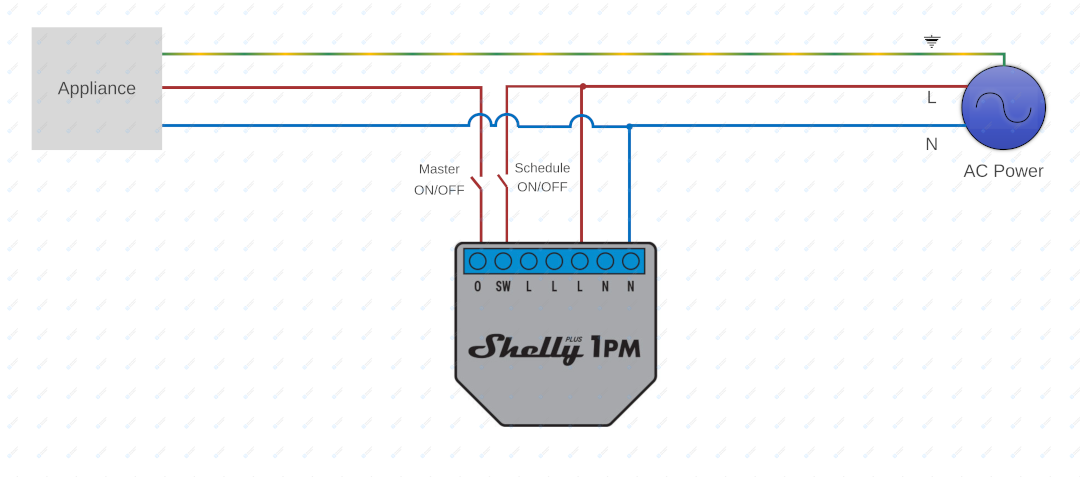 Appliance
L
N
AC Power
Master
ON/OFF
Schedule
ON/OFF
O SW L L L N N
Shelly PLUS 1PM